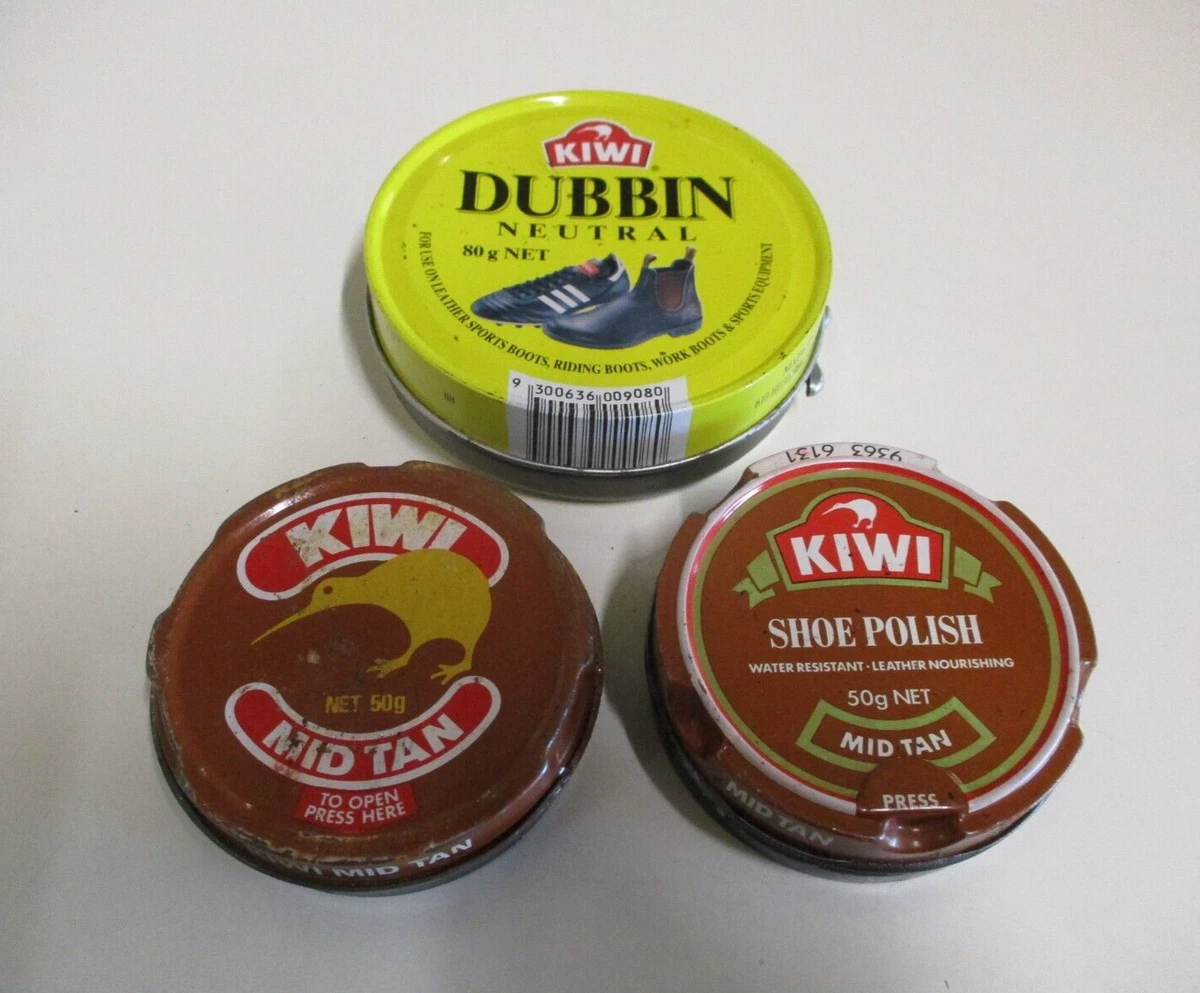 KIWI
DUBBIN
NEUTRAL
80 g NET
FOR USE ON LEATHER SPORTS BOOTS, RIDING BOOTS, WORK BOOTS & SPORTS EQUIPMENT
9 300636 009080
KIWI
NET 50g
MID TAN
TO OPEN
PRESS HERE
KIWI MID TAN
9363 6131
KIWI
SHOE POLISH
WATER RESISTANT · LEATHER NOURISHING
50g NET
MID TAN
PRESS
MID TAN